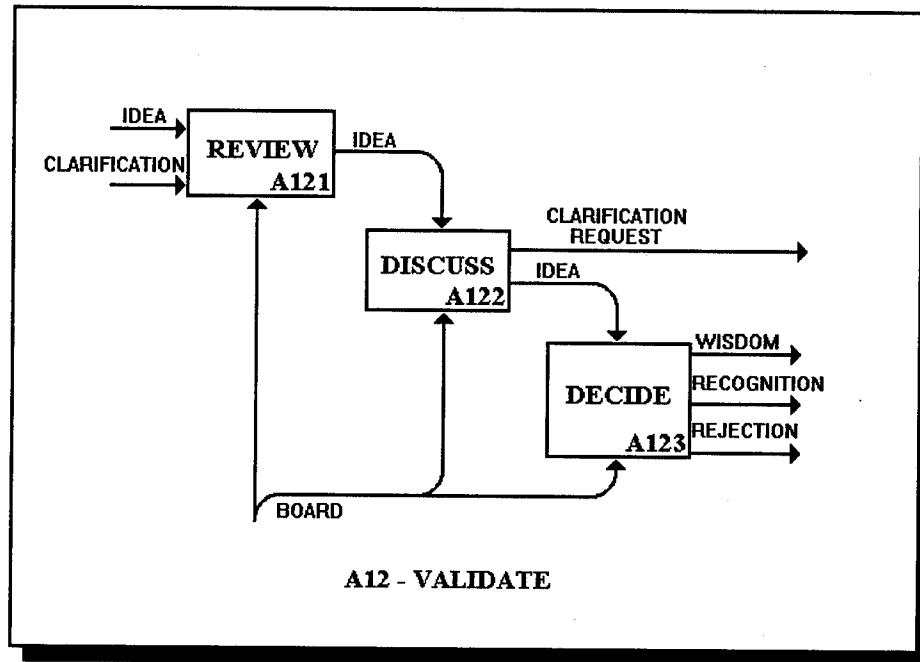 IDEA
CLARIFICATION
REVIEW
A121
IDEA
DISCUSS
A122
CLARIFICATION
REQUEST
IDEA
DECIDE
A123
WISDOM
RECOGNITION
REJECTION
BOARD
A12 - VALIDATE